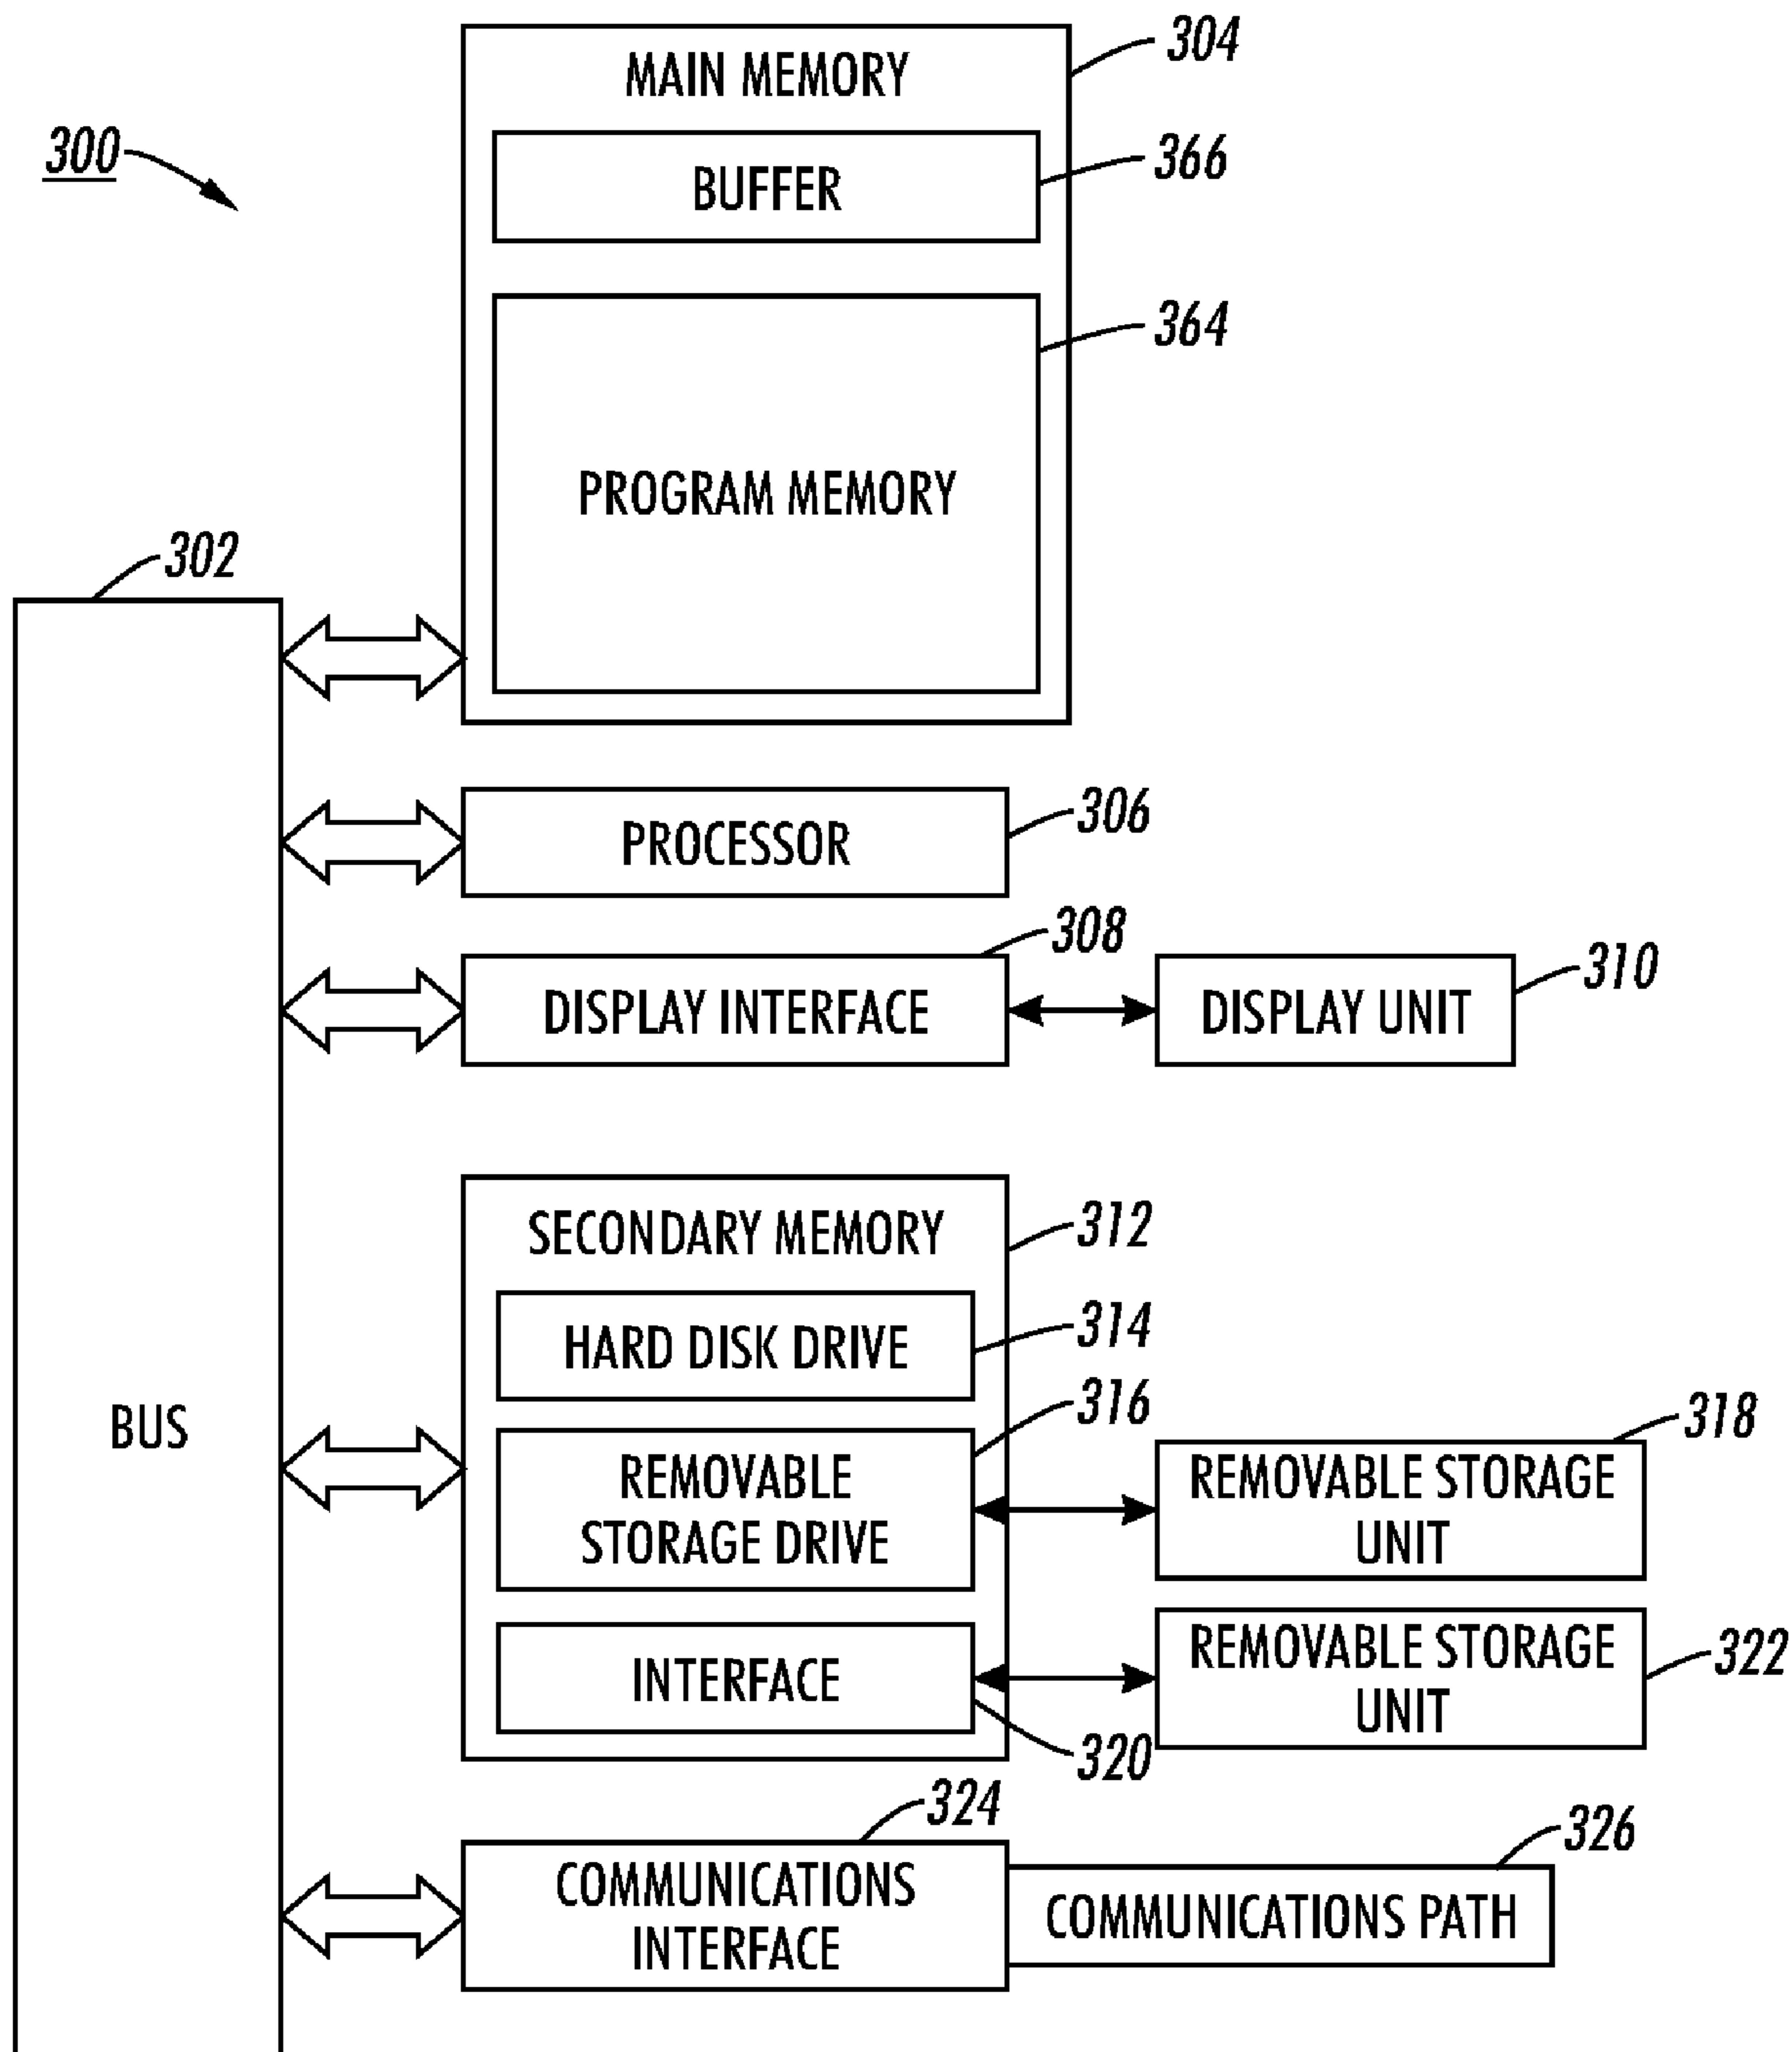 304
MAIN MEMORY
300
366
BUFFER
364
PROGRAM MEMORY
302
306
PROCESSOR
308
310
DISPLAY INTERFACE
DISPLAY UNIT
312
SECONDARY MEMORY
314
HARD DISK DRIVE
316
318
BUS
REMOVABLE
STORAGE DRIVE
REMOVABLE STORAGE
UNIT
322
INTERFACE
REMOVABLE STORAGE
UNIT
320
324
326
COMMUNICATIONS
INTERFACE
COMMUNICATIONS PATH